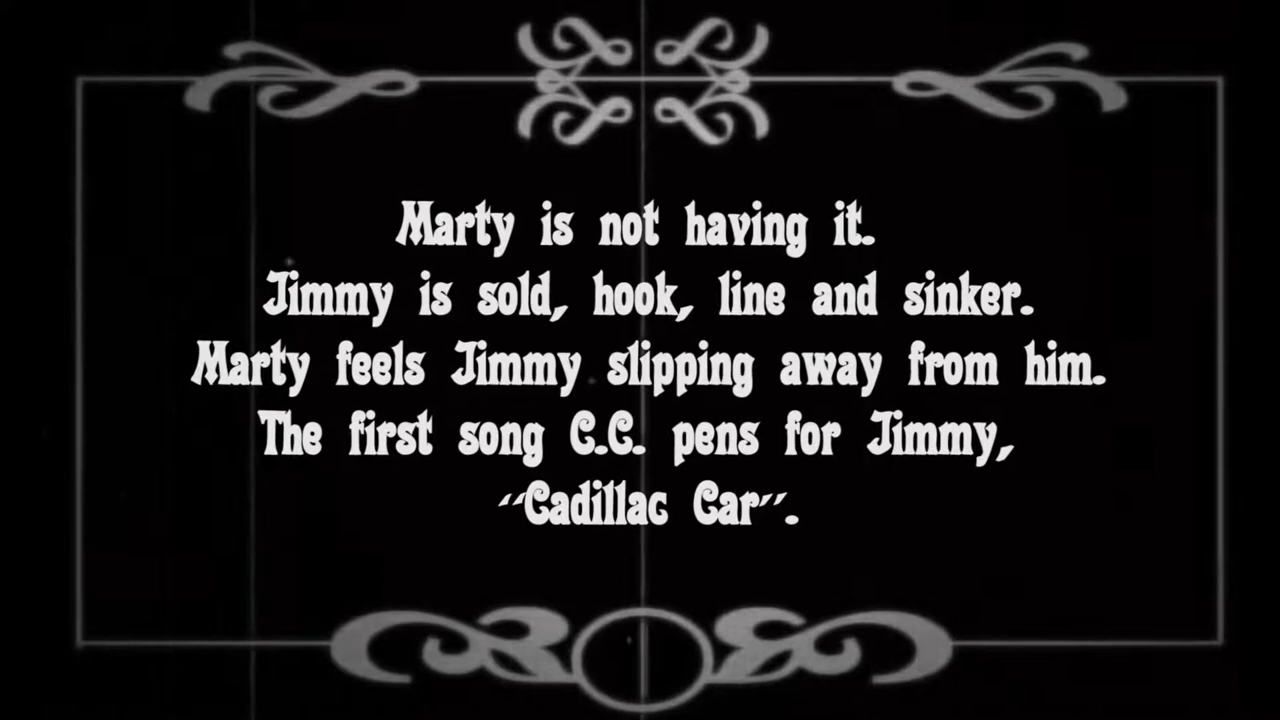 Marty is not having it.
Jimmy is sold, hook, line and sinker.
Marty feels Jimmy slipping away from him.
The first song C.C. pens for Jimmy,
“Cadillac Car”.